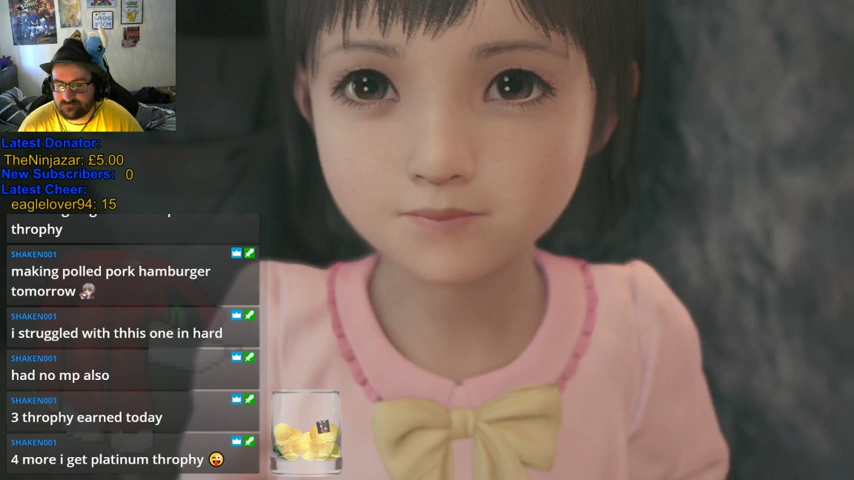 Latest Donator:
TheNinjazar: £5.00
New Subscribers: 0
Latest Cheer:
eaglelover94: 15
throphy
SHAKEN001
making polled pork hamburger
tomorrow
SHAKEN001
i struggled with thhis one in hard
SHAKEN001
had no mp also
SHAKEN001
3 throphy earned today
SHAKEN001
4 more i get platinum throphy